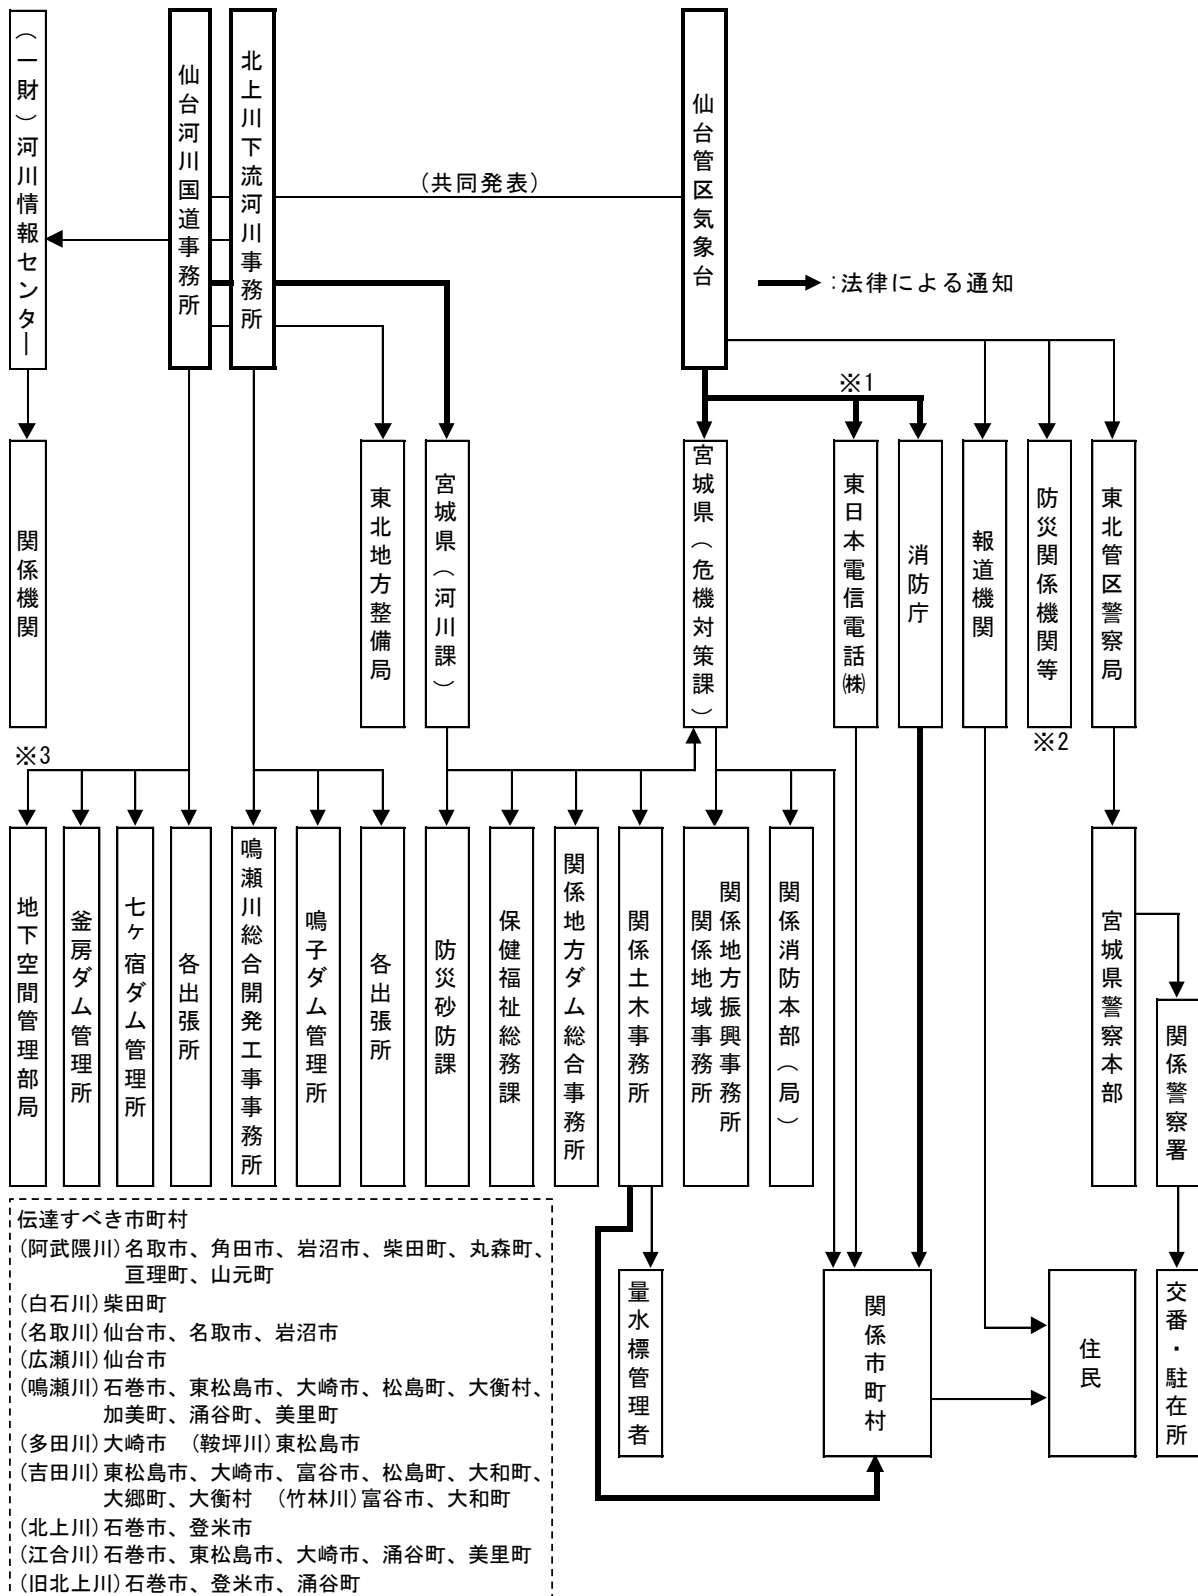 （一財）河川情報センター
仙台河川国道事務所
北上川下流河川事務所
（共同発表）
仙台管区気象台
：法律による通知
※1
関係機関
東北地方整備局
宮城県（河川課）
宮城県（危機対策課）
東日本電信電話㈱
消防庁
報道機関
防災関係機関等
東北管区警察局
※3
※2
地下空間管理部局
釜房ダム管理所
七ケ宿ダム管理所
各出張所
鳴瀬川総合開発工事事務所
鳴子ダム管理所
各出張所
防災砂防課
保健福祉総務課
関係地方ダム総合事務所
関係土木事務所
関係地方振興事務所
関係地域事務所
関係消防本部（局）
宮城県警察本部
関係警察署
量水標管理者
関係市町村
住民
交番・駐在所
伝達すべき市町村
(阿武隈川)名取市、角田市、岩沼市、柴田町、丸森町、
亘理町、山元町
(白石川)柴田町
(名取川)仙台市、名取市、岩沼市
(広瀬川)仙台市
(鳴瀬川)石巻市、東松島市、大崎市、松島町、大衡村、
加美町、涌谷町、美里町
(多田川)大崎市　(鞍坪川)東松島市
(吉田川)東松島市、大崎市、富谷市、松島町、大和町、
大郷町、大衡村　(竹林川)富谷市、大和町
(北上川)石巻市、登米市
(江合川)石巻市、東松島市、大崎市、涌谷町、美里町
(旧北上川)石巻市、登米市、涌谷町